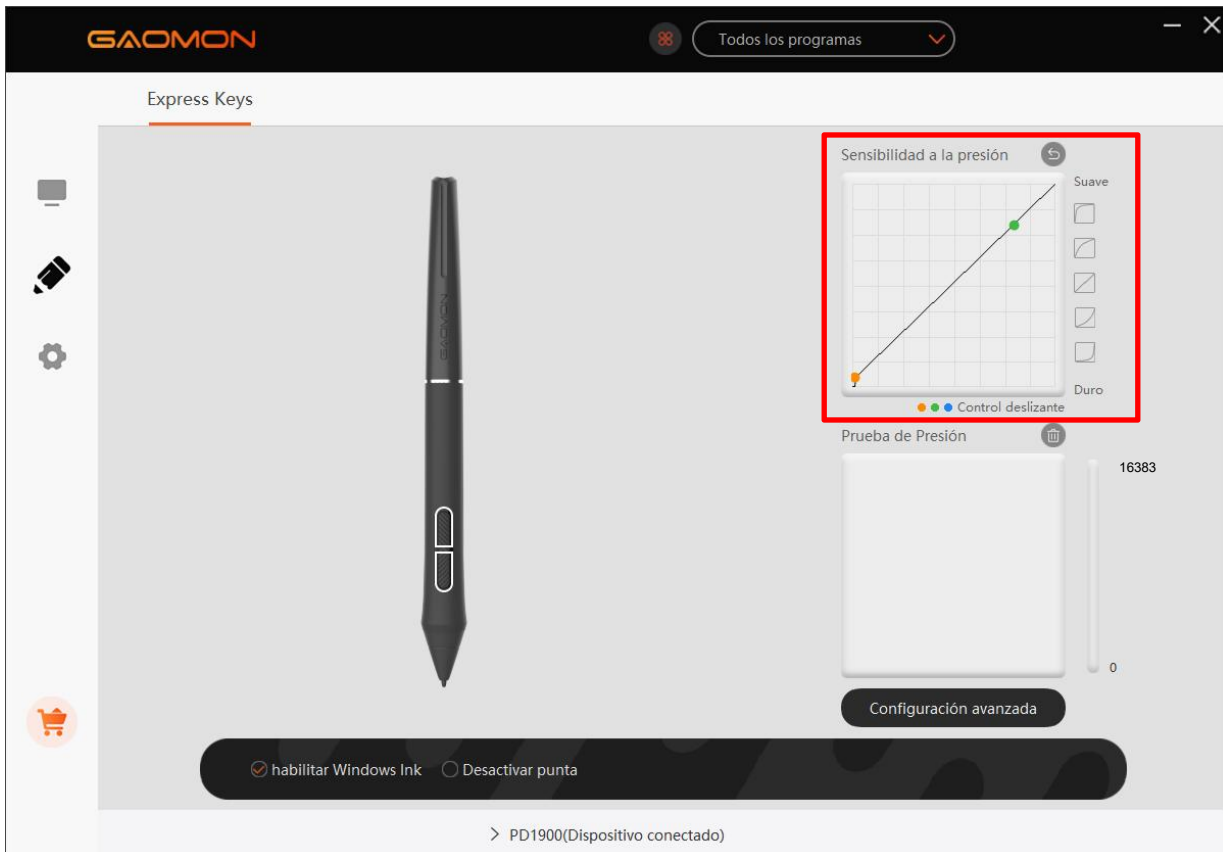 GAOMON
Todos los programas
Express Keys
Sensibilidad a la presión
Suave
Duro
Control deslizante
GAOMON
Prueba de Presión
16383
0
Configuración avanzada
habilitar Windows Ink
Desactivar punta
PD1900(Dispositivo conectado)